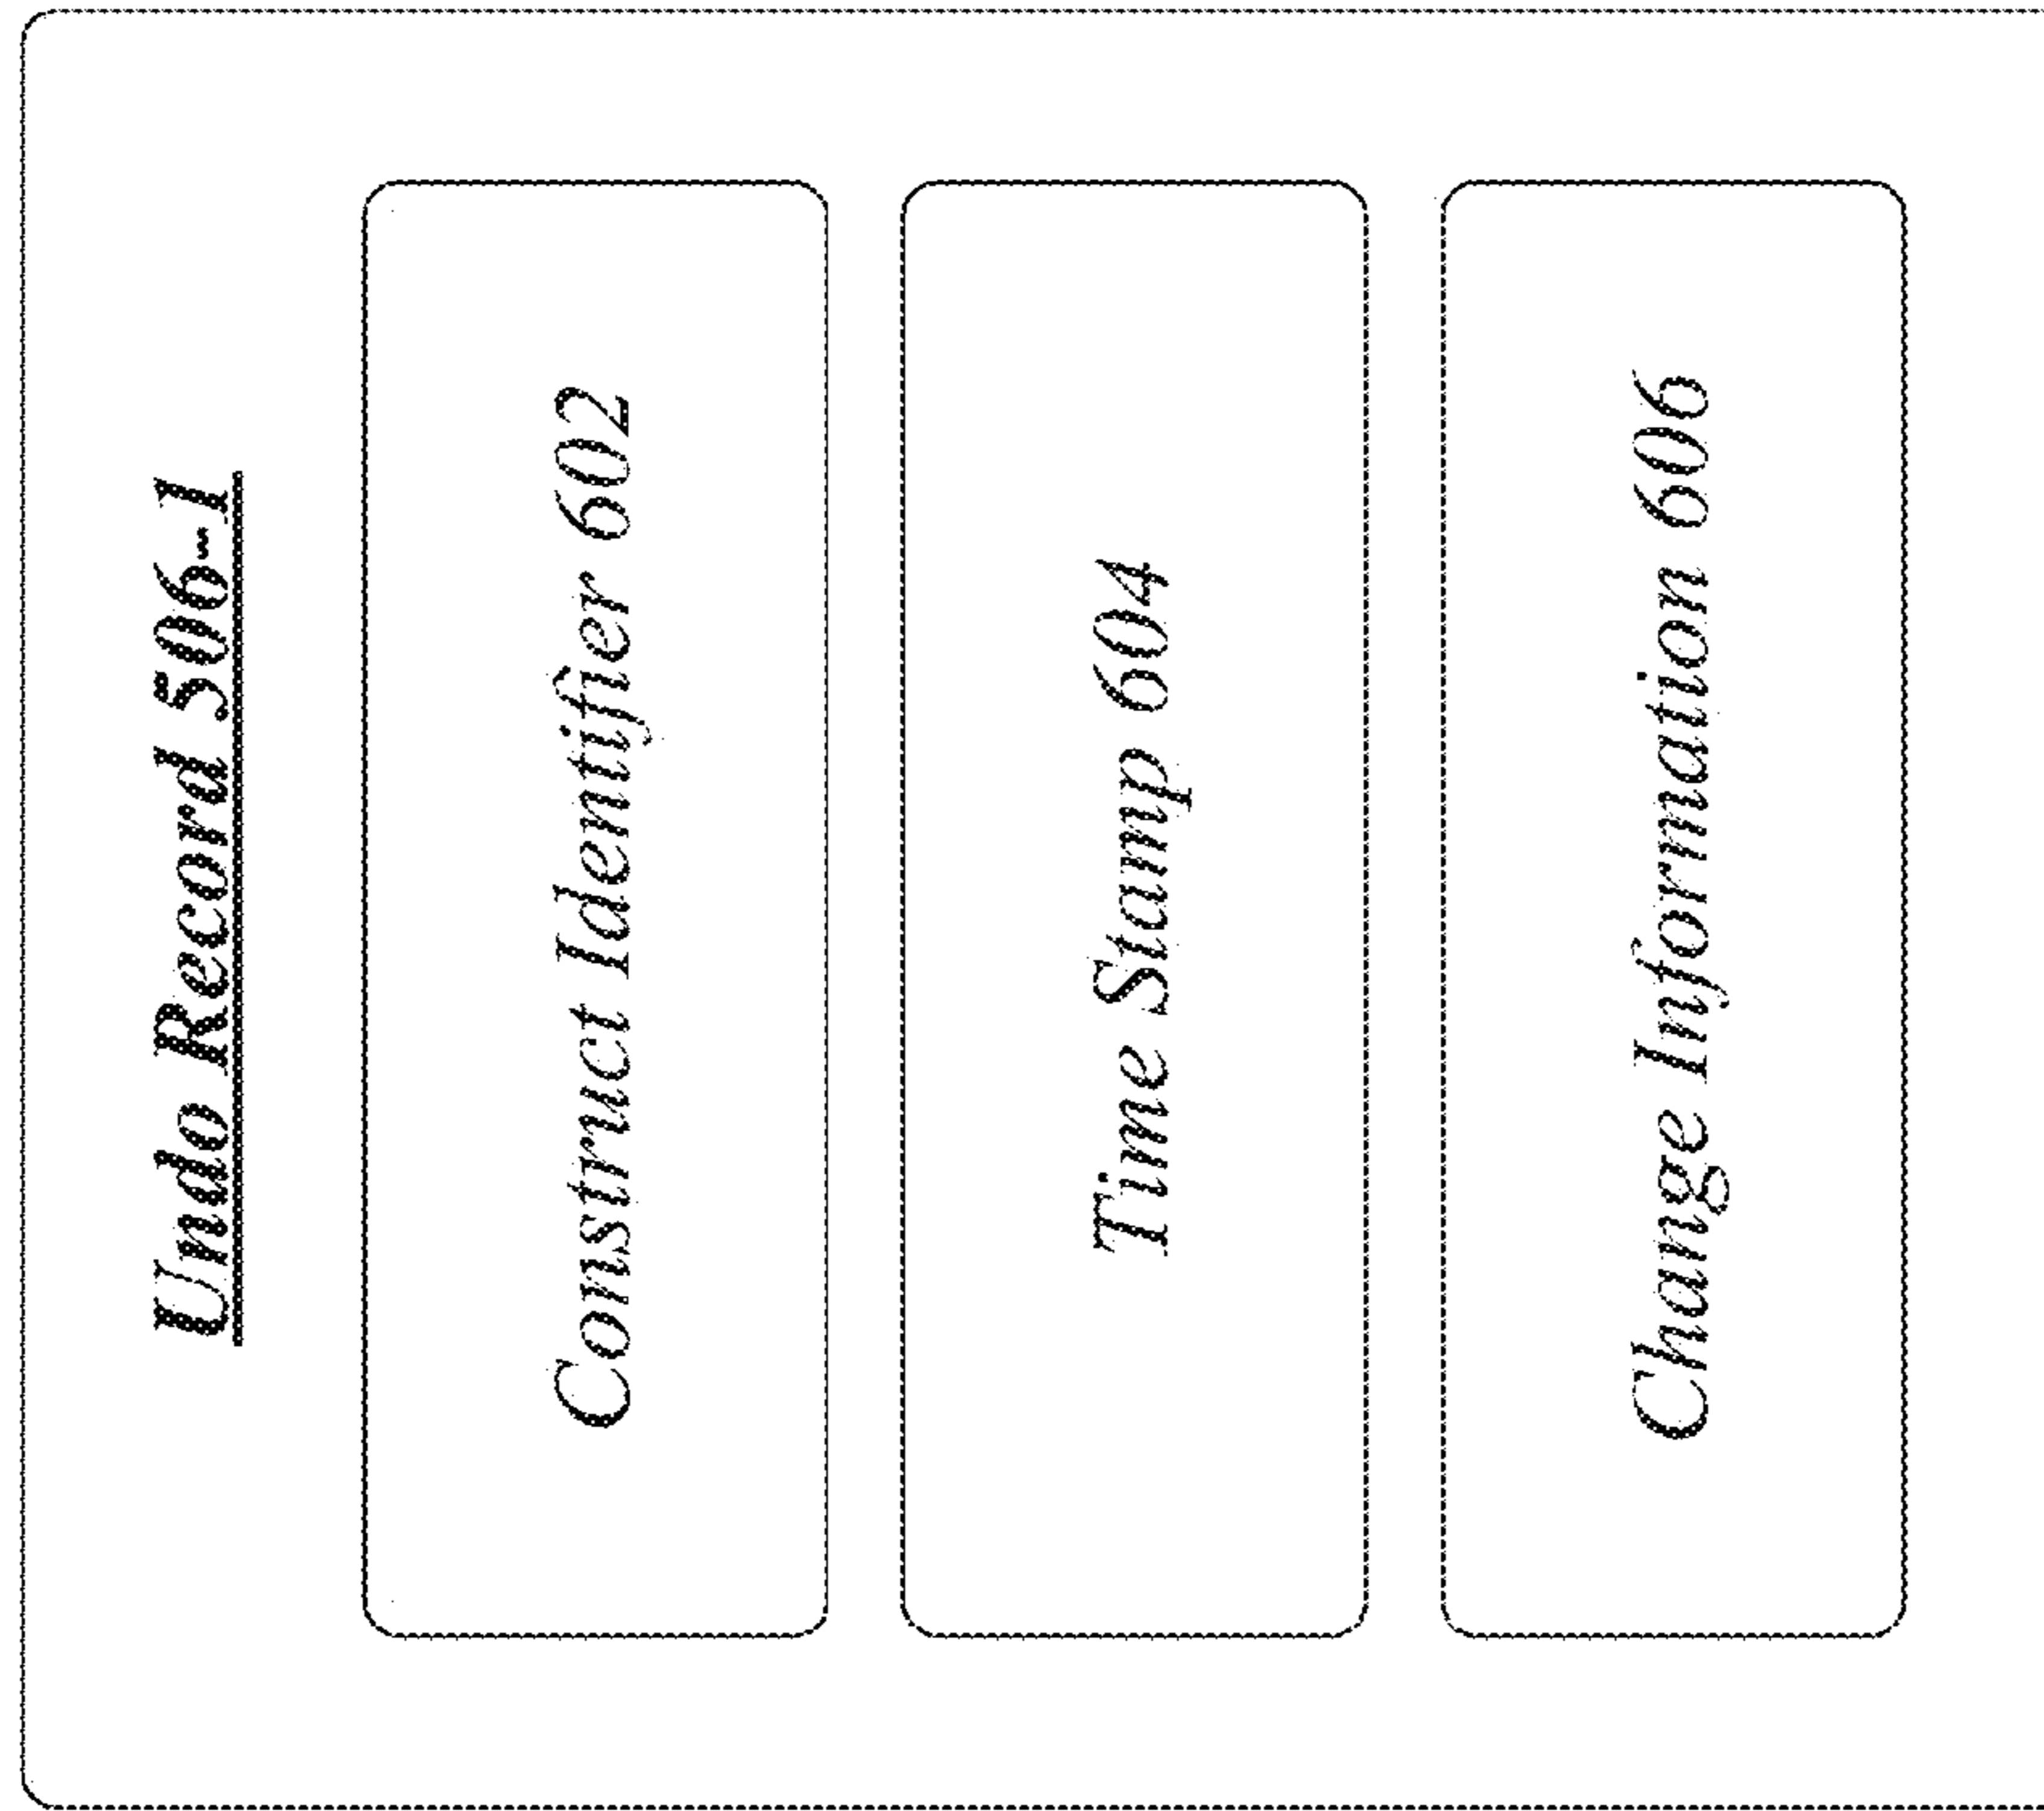 Undo Record 506-1
Construct Identifier 602
Time Stamp 604
Change Information 606